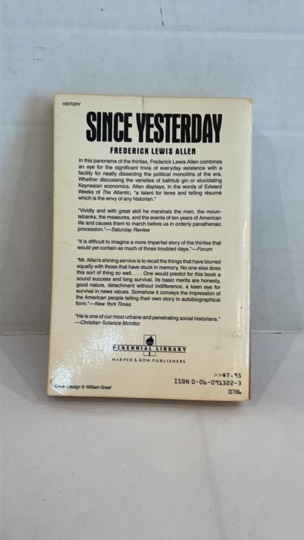 HISTORY
SINCE YESTERDAY
FREDERICK LEWIS ALLEN
In this panorama of the thirties, Frederick Lewis Allen combines
an eye for the significant trivia of everyday existence with a
facility for neatly dissecting the political monoliths of the era.
Whether discussing the varieties of bathtub gin or elucidating
Keynesian economics, Allen displays, in the words of Edward
Weeks of The Atlantic, "a talent for terse and telling résumé
which is the envy of any historian."
"Vividly and with great skill he marshals the men, the moun-
tebanks, the measures, and the events of ten years of American
life and causes them to march before us in orderly panathenaic
procession."—Saturday Review
"It is difficult to imagine a more impartial story of the thirties that
would yet contain as much of those troubled days."—Forum
"Mr. Allen's shining service is to recall the things that have blurred
equally with those that have stuck in memory. No one else does
this sort of thing so well. . . . One would predict for this book a
sound success and long survival. Its basic merits are honesty,
good nature, detachment without indifference, a keen eye for
survival in news values. Somehow it conveys the impression of
the American people telling their own story in autobiographical
form."—New York Times
"He is one of our most urbane and penetrating social historians."
—Christian Science Monitor
PERENNIAL LIBRARY
HARPER & ROW PUBLISHERS
Cover design © William Graef
>>$7.95
ISBN 0-06-091322-3
0786